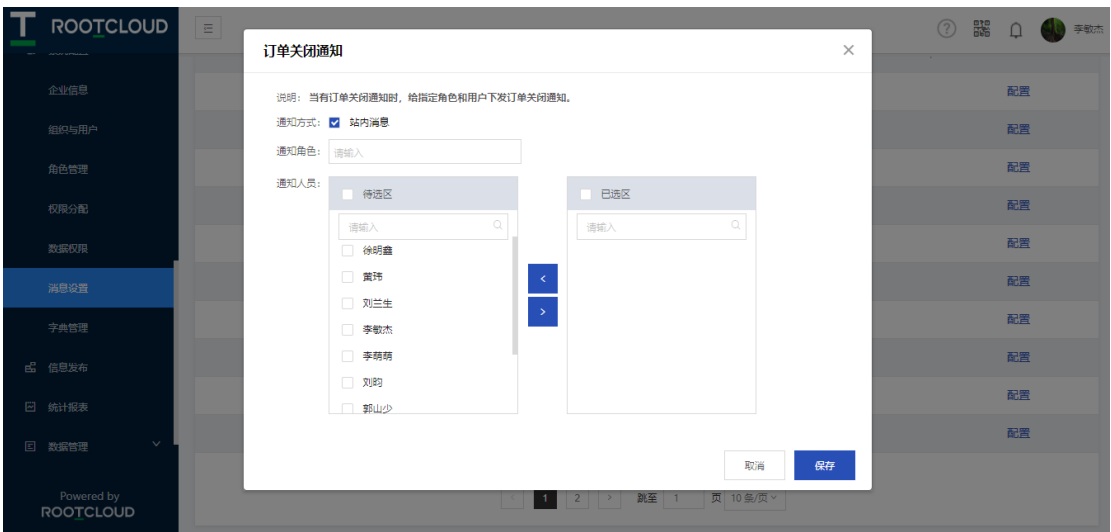 ROOTCLOUD
李敏杰
企业信息
组织与用户
角色管理
权限分配
数据权限
消息设置
字典管理
信息发布
统计报表
数据管理
Powered by
ROOTCLOUD
订单关闭通知
说明: 当有订单关闭通知时, 给指定角色和用户下发订单关闭通知。
通知方式: 站内消息
通知角色: 请输入
通知人员:
待选区
请输入
徐明鑫
黄玮
刘兰生
李敏杰
李萌萌
刘昀
郭山少
<
>
已选区
请输入
取消 保存
配置
配置
配置
配置
配置
配置
配置
配置
配置
配置
< 1 2 > 跳至 1 页 10 条/页